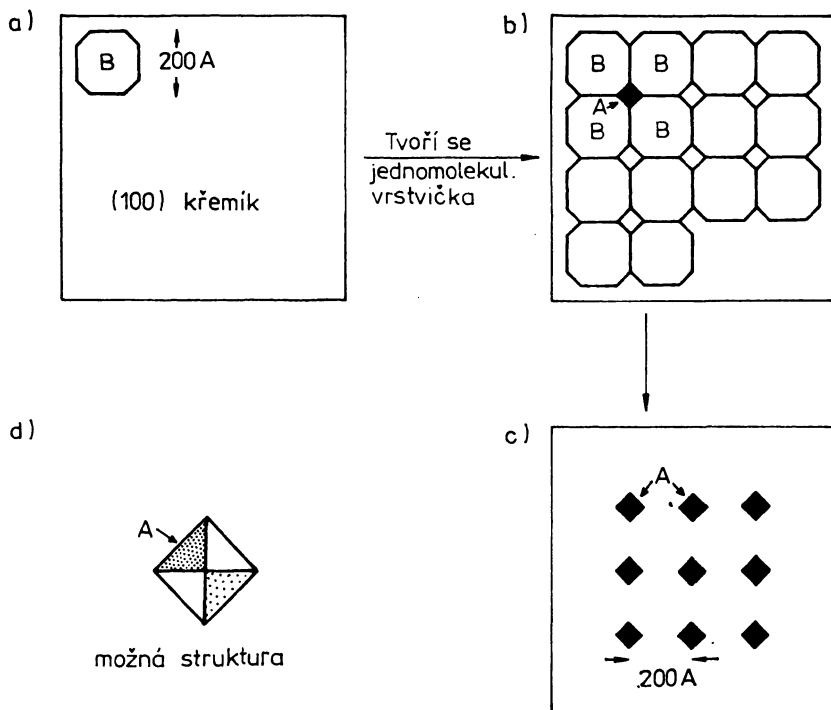 a)
B
200 A
(100) křemík
Tvoří se
jednomolekul.
vrstvička
b)
B B
A
B B
c)
A
.200 A
d)
A
možná struktura